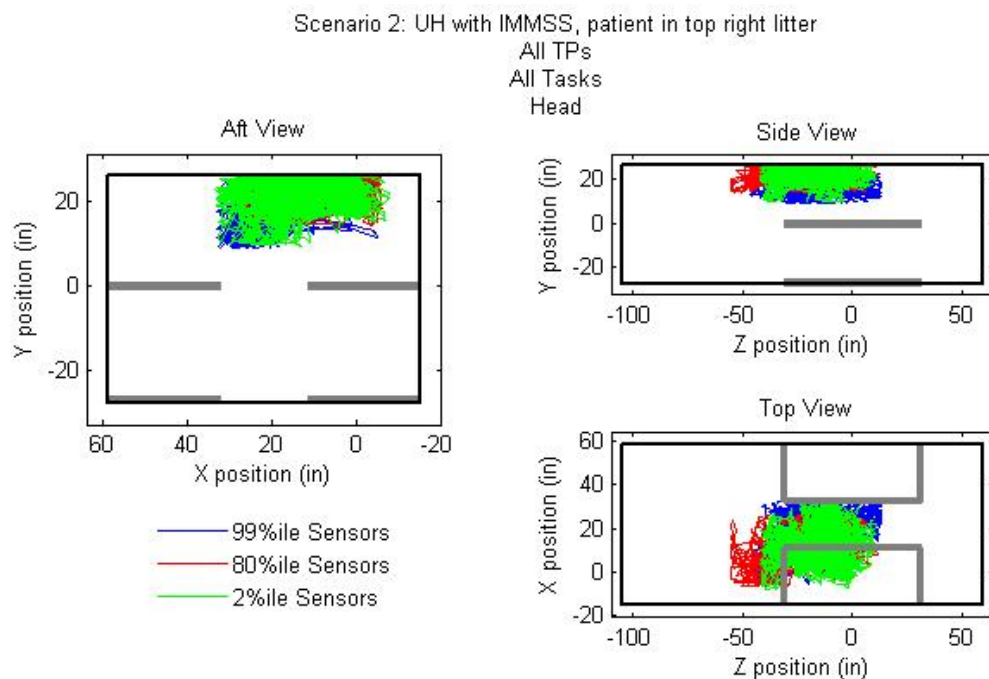 Scenario 2: UH with IMMSS, patient in top right litter
All TPs
All Tasks
Head
Aft View
20
0
-20
Y position (in)
60 40 20 0 -20
X position (in)
99%ile Sensors
80%ile Sensors
2%ile Sensors
Side View
20
0
-20
Y position (in)
-100 -50 0 50
Z position (in)
Top View
60
40
20
0
-20
X position (in)
-100 -50 0 50
Z position (in)